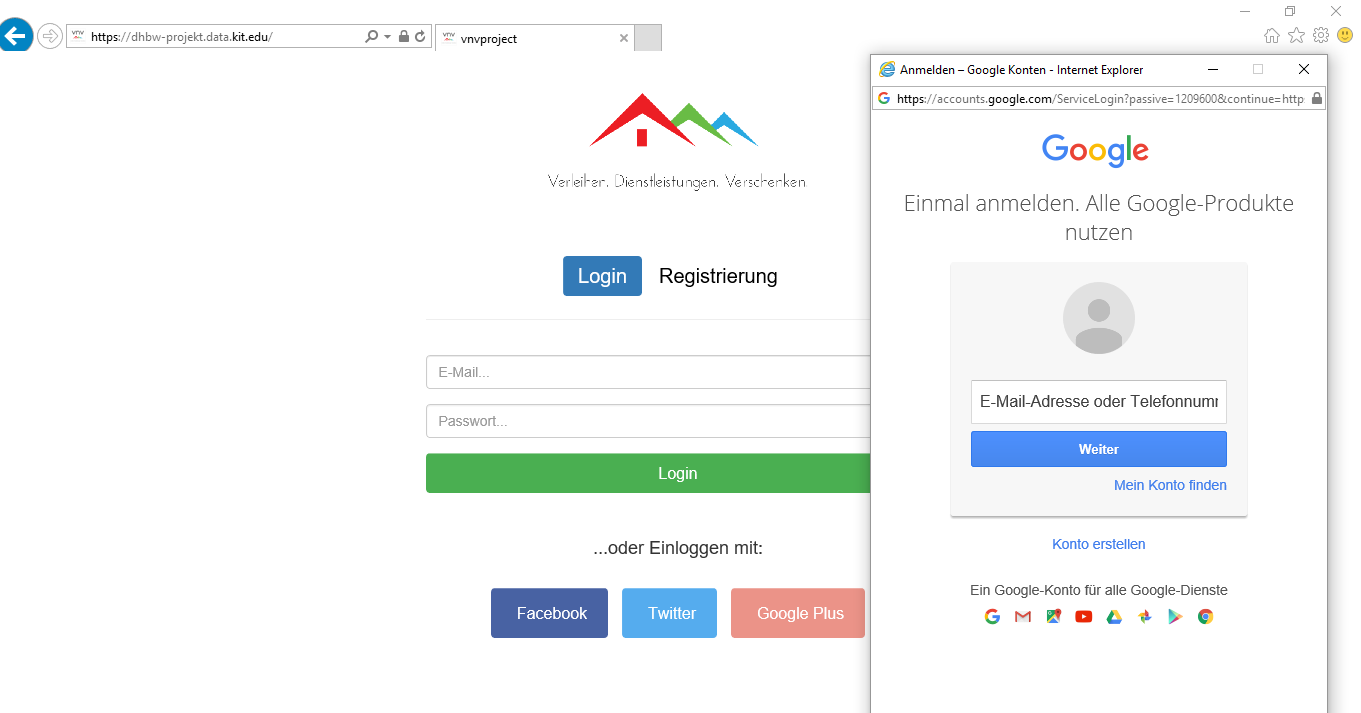 https://dhbw-projekt.data.kit.edu/
vnvproject
Verleihen. Dienstleistungen. Verschenken.
Login
Registrierung
E-Mail...
Passwort...
Login
...oder Einloggen mit:
Facebook
Twitter
Google Plus
Anmelden – Google Konten - Internet Explorer
https://accounts.google.com/ServiceLogin?passive=1209600&continue=http
Google
Einmal anmelden. Alle Google-Produkte
nutzen
E-Mail-Adresse oder Telefonnumr
Weiter
Mein Konto finden
Konto erstellen
Ein Google-Konto für alle Google-Dienste